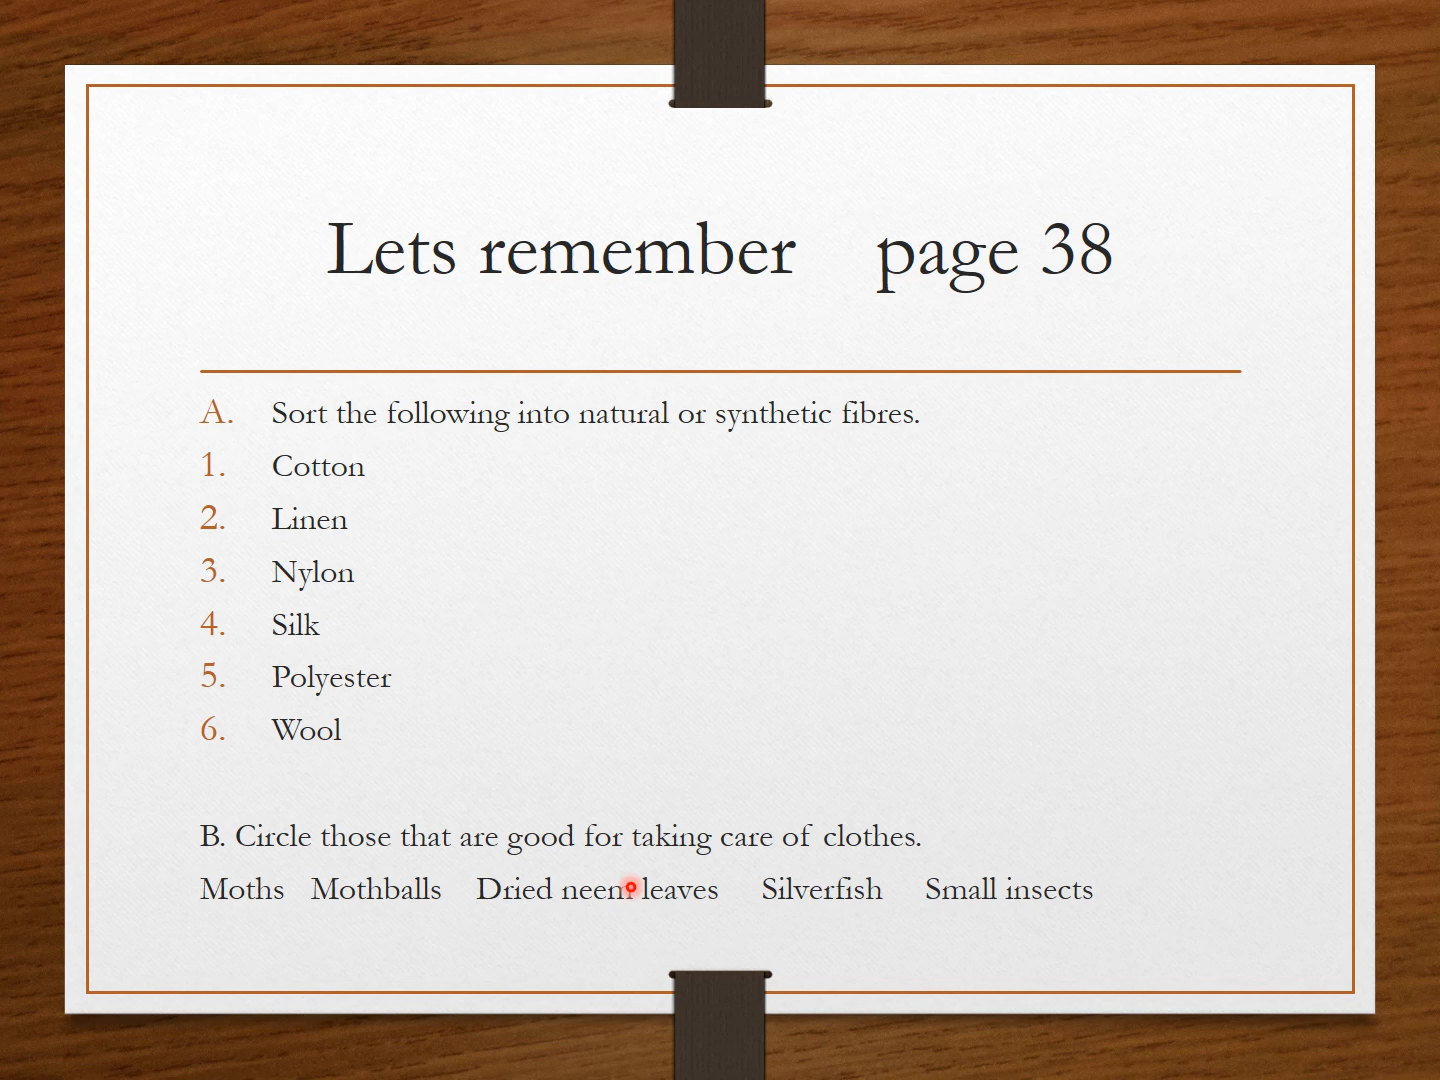 Lets remember page 38
A. Sort the following into natural or synthetic fibres.
1. Cotton
2. Linen
3. Nylon
4. Silk
5. Polyester
6. Wool
B. Circle those that are good for taking care of clothes.
Moths Mothballs Dried neem leaves Silverfish Small insects